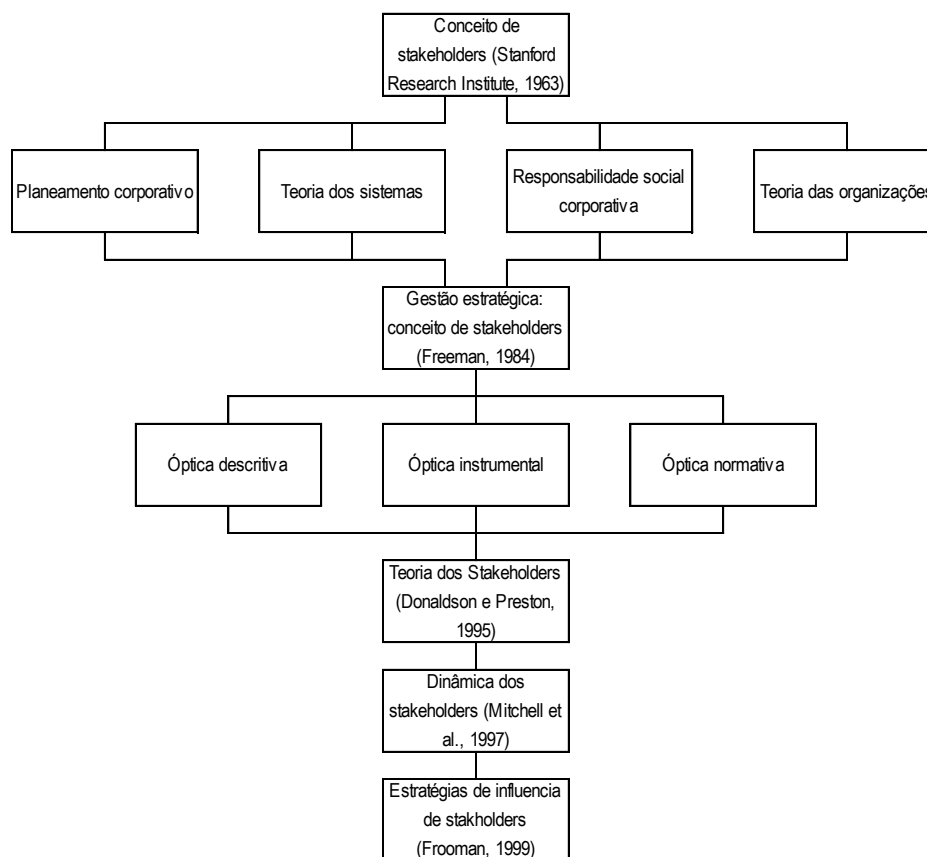 Conceito de
stakeholders (Stanford
Research Institute, 1963)
Planeamento corporativo
Teoria dos sistemas
Responsabilidade social
corporativa
Teoria das organizações
Gestão estratégica:
conceito de stakeholders
(Freeman, 1984)
Óptica descritiva
Óptica instrumental
Óptica normativa
Teoria dos Stakeholders
(Donaldson e Preston,
1995)
Dinâmica dos
stakeholders (Mitchell et
al., 1997)
Estratégias de influencia
de stakholders
(Frooman, 1999)